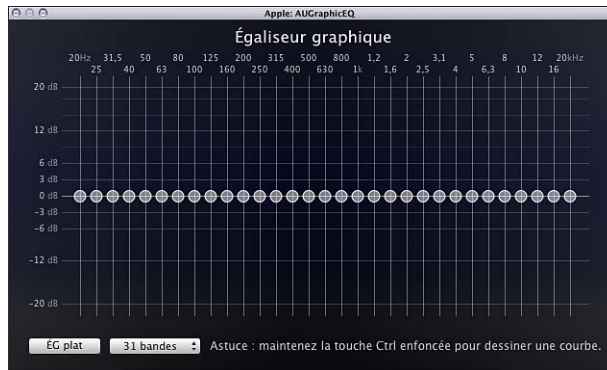 Apple: AUGraphicEQ
Égaliseur graphique
20Hz 31,5 50 80 125 200 315 500 800 1,2 2 3,1 5 8 12 20kHz
25 40 63 100 160 250 400 630 1k 1,6 2,5 4 6,3 10 16
20 dB
12 dB
6 dB
3 dB
0 dB
-3 dB
-6 dB
-12 dB
-20 dB
ÉG plat 31 bandes Astuce : maintenez la touche Ctrl enfoncée pour dessiner une courbe.